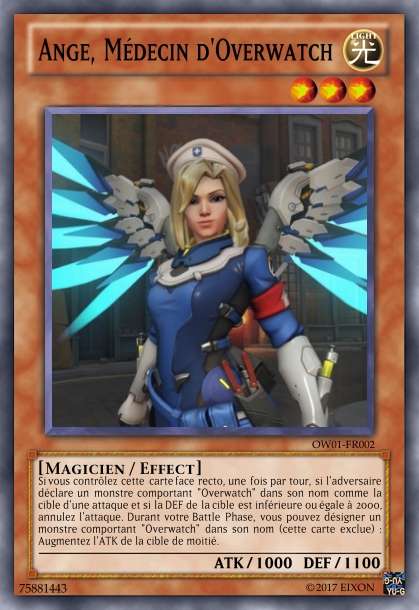 Ange, Médecin d'Overwatch
LIGHT
光
OW01-FR002
[Magicien / Effect]
Si vous contrôlez cette carte face recto, une fois par tour, si l'adversaire
déclare un monstre comportant "Overwatch" dans son nom comme la
cible d'une attaque et si la DEF de la cible est inférieure ou égale à 2000,
annulez l'attaque. Durant votre Battle Phase, vous pouvez désigner un
monstre comportant "Overwatch" dans son nom (cette carte exclue) :
Augmentez l'ATK de la cible de moitié.
ATK / 1000 DEF / 1100
75881443
©2017 EIXON
YU-G
YU-G